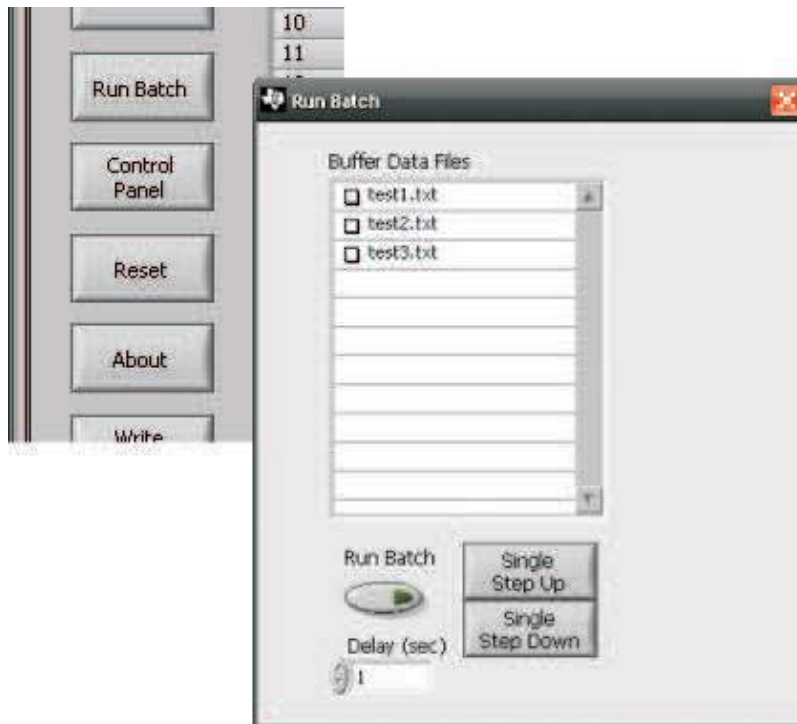 10
11
Run Batch
Control
Panel
Reset
About
Write
Run Batch
Buffer Data Files
test1.txt
test2.txt
test3.txt
Run Batch
Single
Step Up
Single
Step Down
Delay (sec)
1